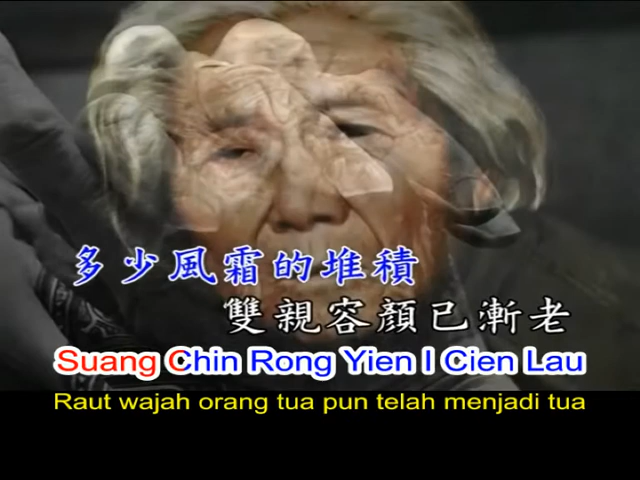 多少風霜的堆積
雙親容顏已漸老
Suang Chin Rong Yien I Cien Lau
Raut wajah orang tua pun telah menjadi tua